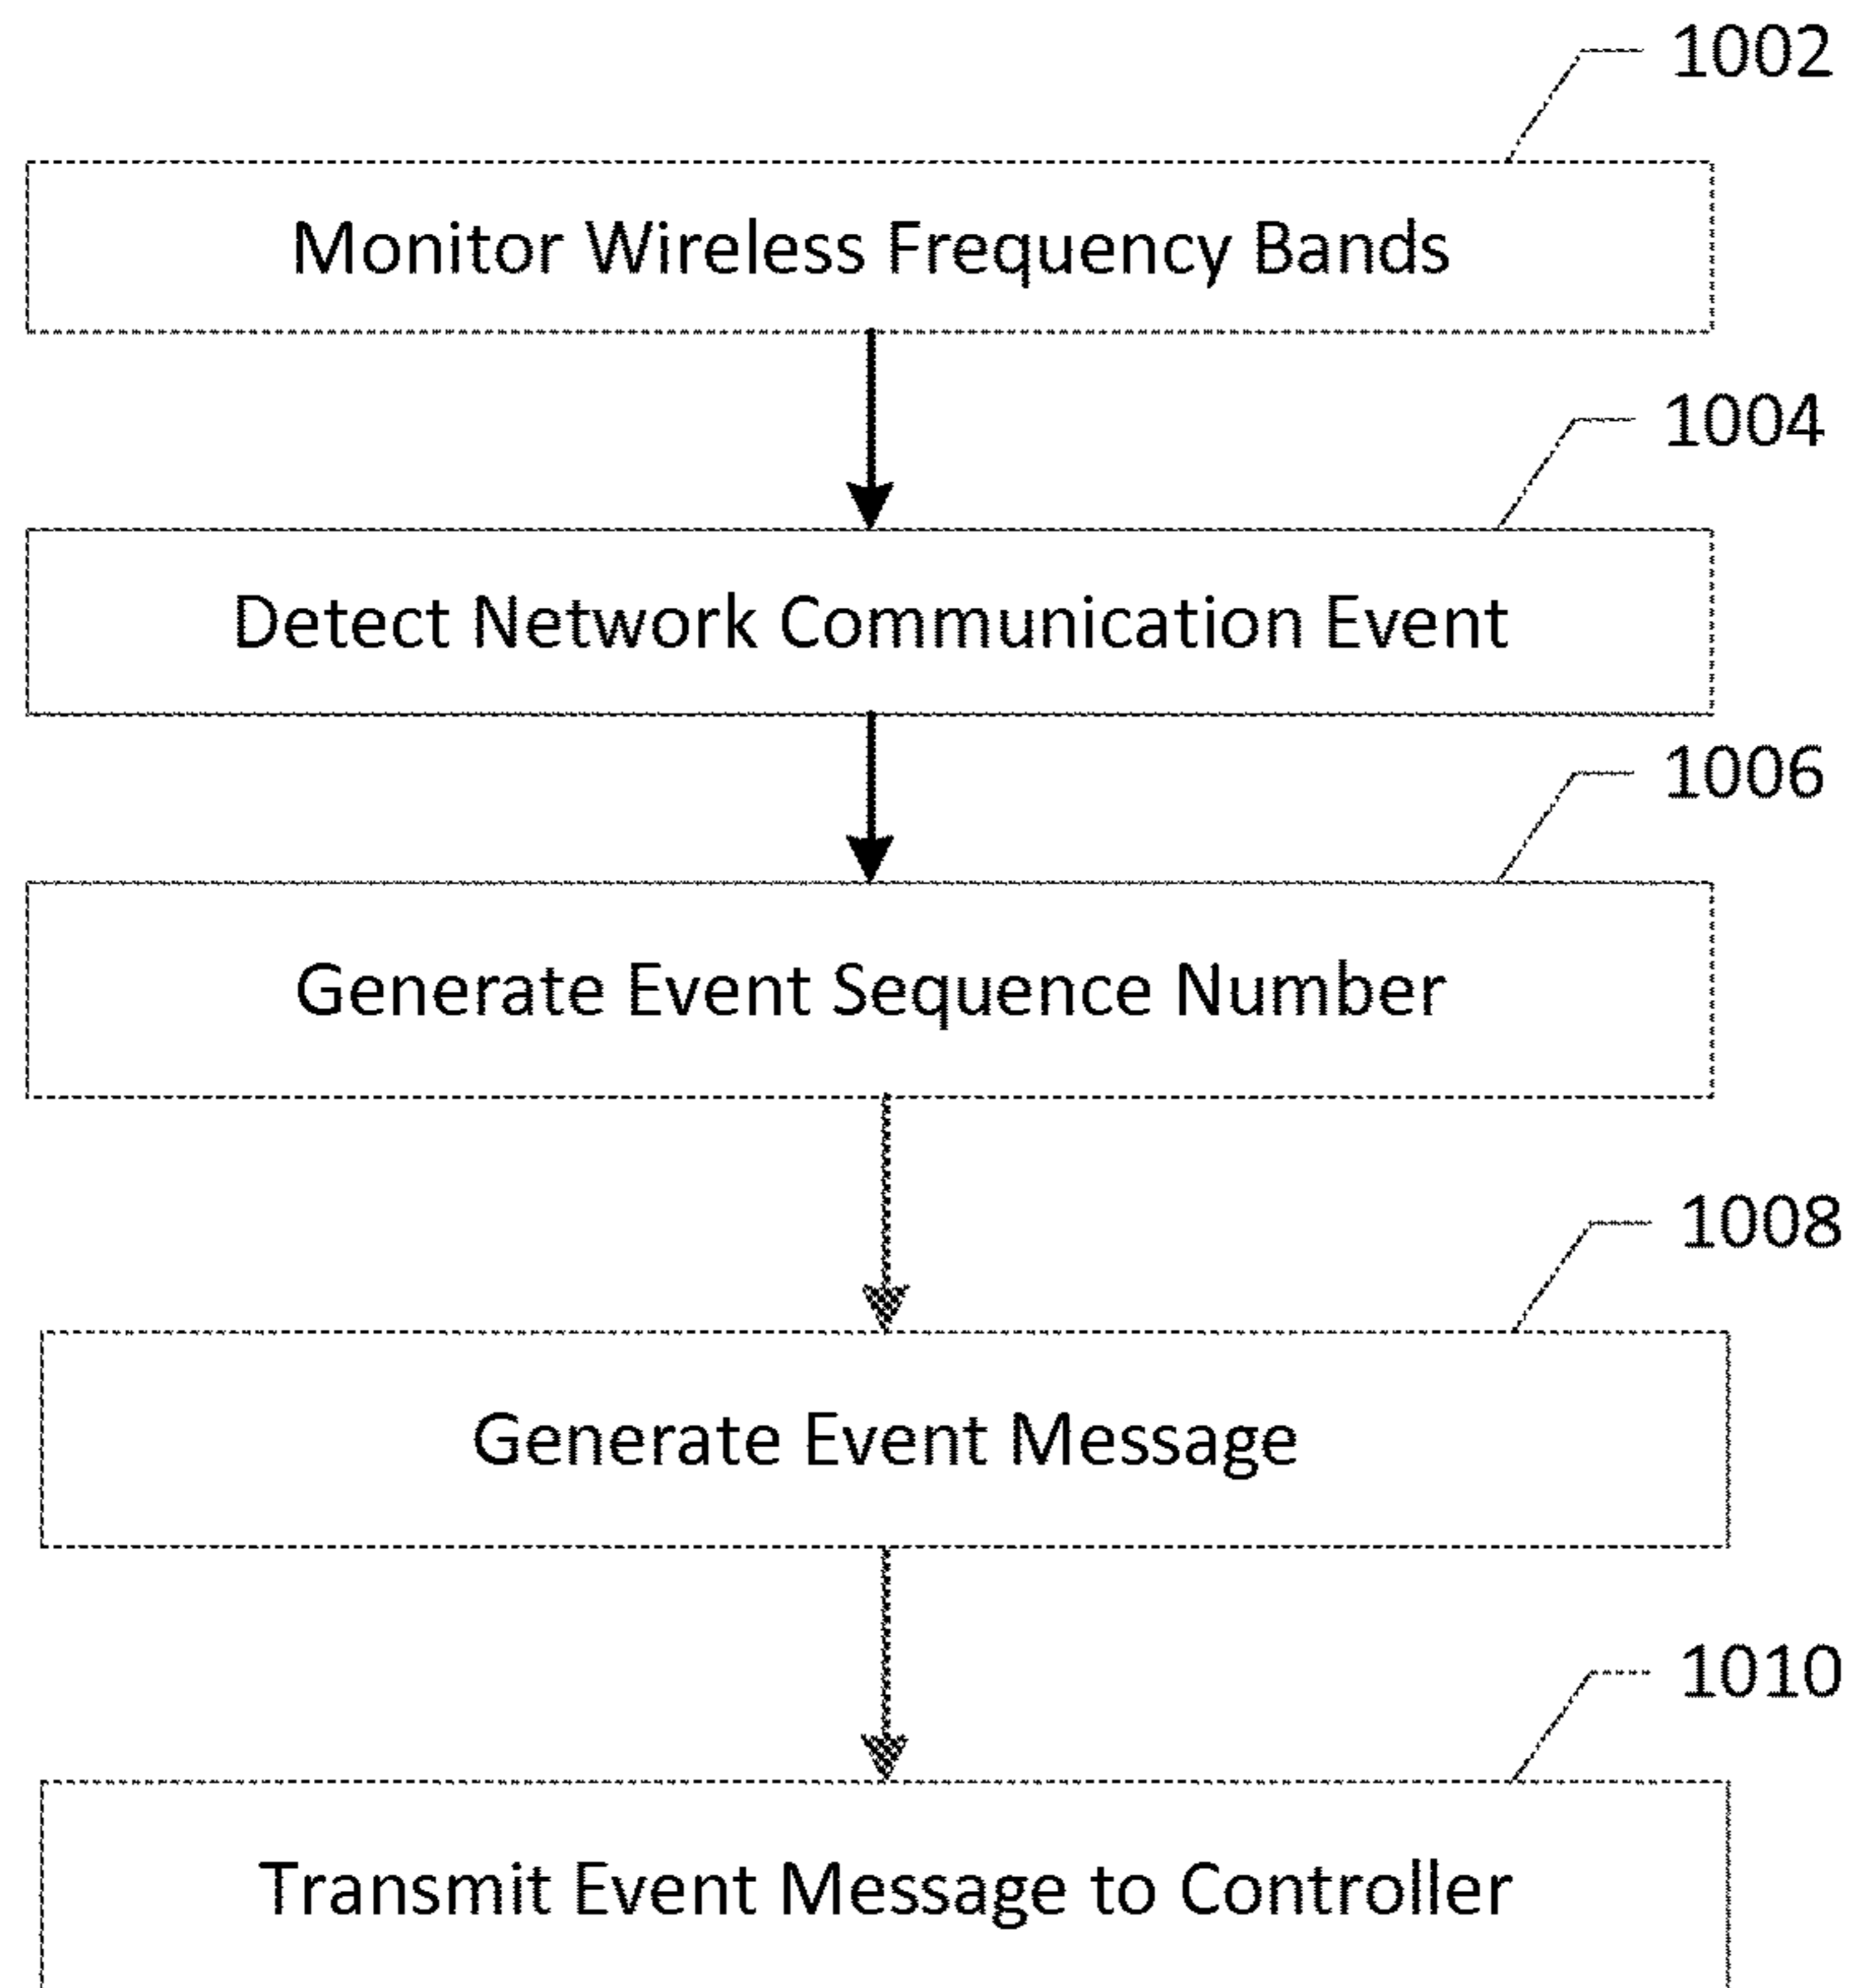 1002
Monitor Wireless Frequency Bands
1004
Detect Network Communication Event
1006
Generate Event Sequence Number
1008
Generate Event Message
1010
Transmit Event Message to Controller